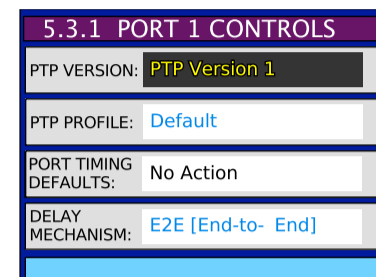 5.3.1 PORT 1 CONTROLS
PTP VERSION: PTP Version 1
PTP PROFILE: Default
PORT TIMING
DEFAULTS: No Action
DELAY
MECHANISM: E2E [End-to- End]